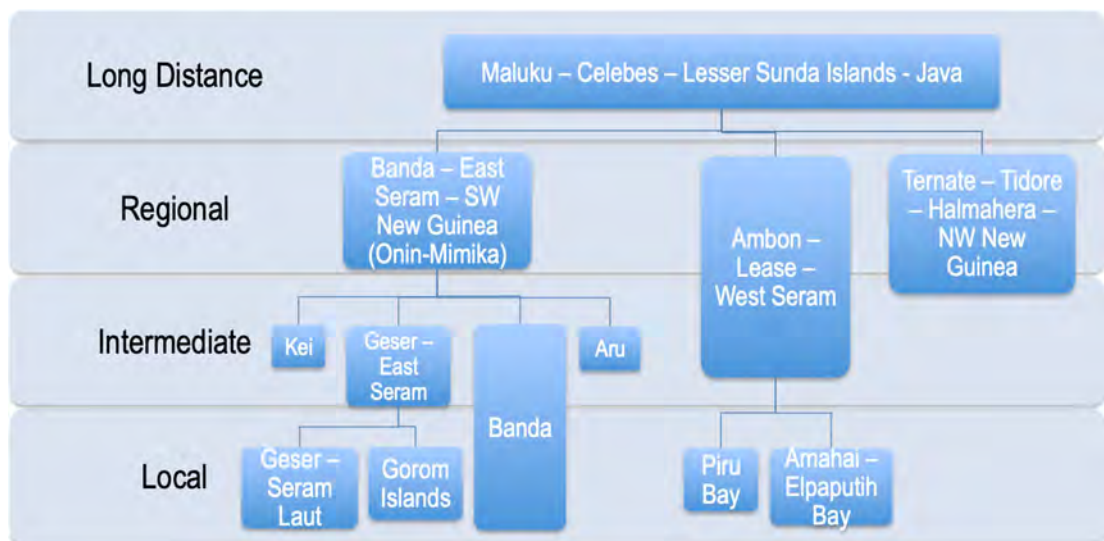 Long Distance
Maluku – Celebes – Lesser Sunda Islands - Java
Regional
Banda – East
Seram – SW
New Guinea
(Onin-Mimika)
Ambon –
Lease –
West Seram
Ternate – Tidore
– Halmahera –
NW New
Guinea
Intermediate
Kei
Geser –
East
Seram
Banda
Aru
Local
Geser –
Seram
Laut
Gorom
Islands
Piru
Bay
Amahai –
Elpaputih
Bay